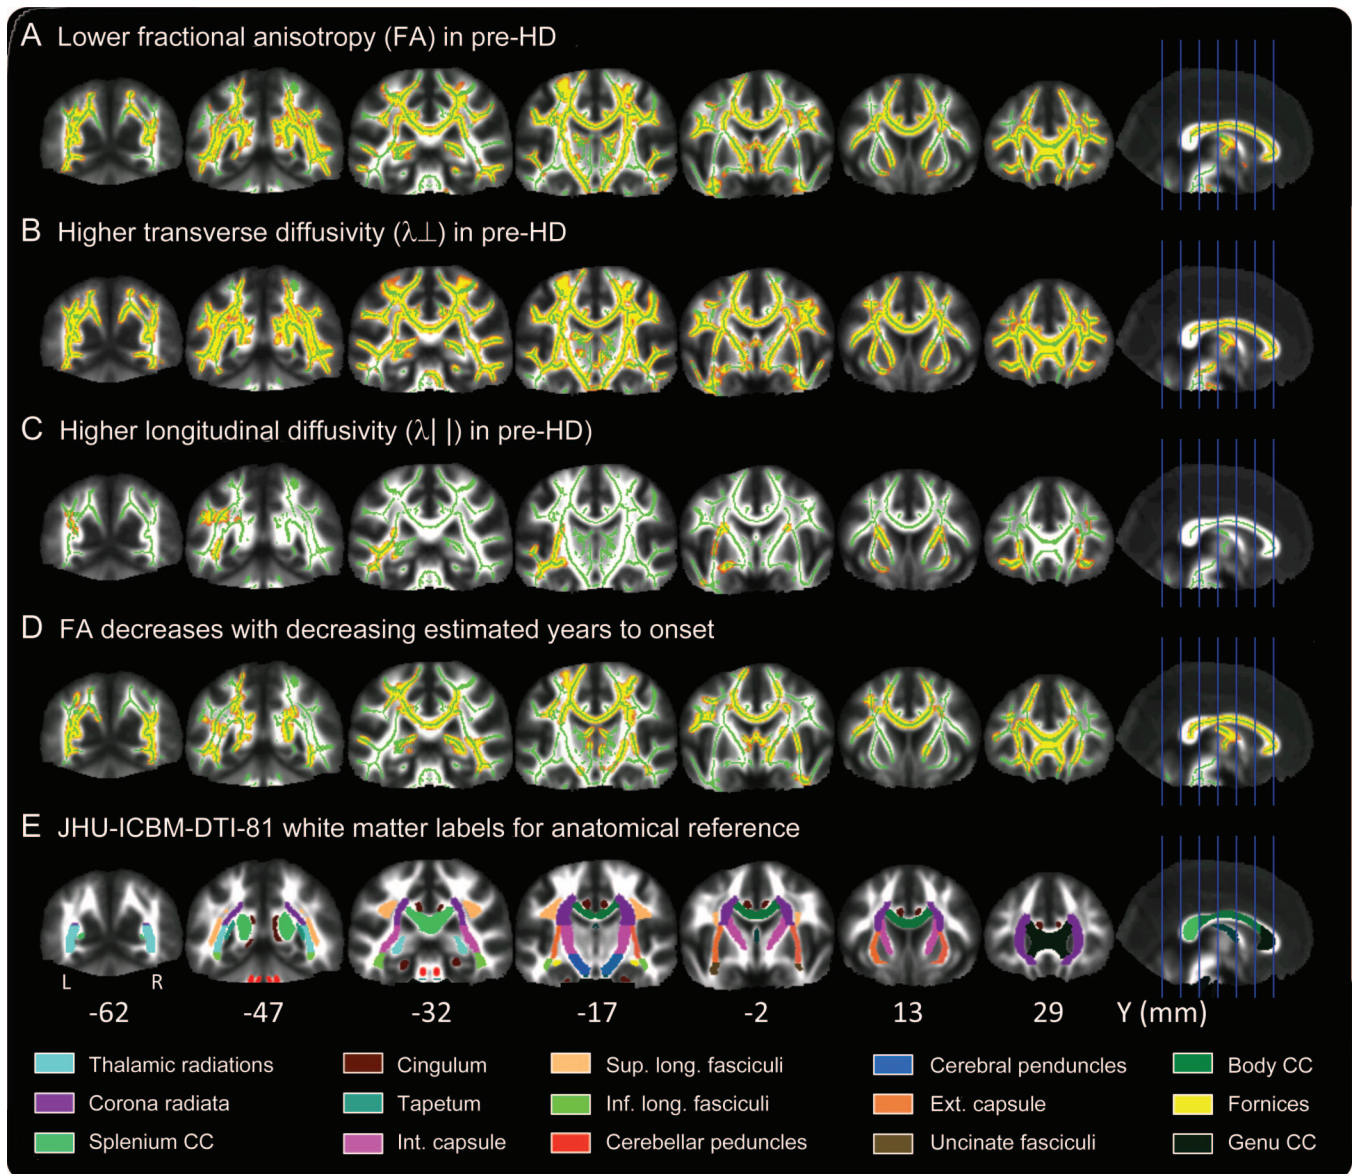 A Lower fractional anisotropy (FA) in pre-HD
B Higher transverse diffusivity (λ⊥) in pre-HD
C Higher longitudinal diffusivity (λ| |) in pre-HD)
D FA decreases with decreasing estimated years to onset
E JHU-ICBM-DTI-81 white matter labels for anatomical reference
L R
-62 -47 -32 -17 -2 13 29 Y (mm)
Thalamic radiations Cingulum Sup. long. fasciculi Cerebral penduncles Body CC
Corona radiata Tapetum Inf. long. fasciculi Ext. capsule Fornices
Splenium CC Int. capsule Cerebellar peduncles Uncinate fasciculi Genu CC